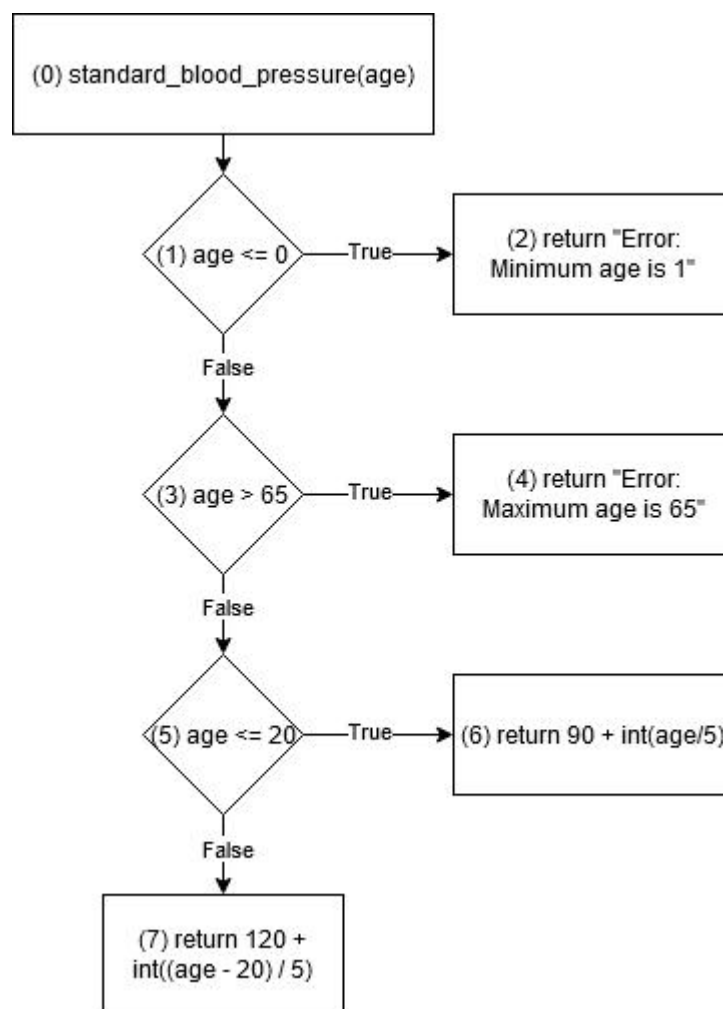 (0) standard_blood_pressure(age)
(1) age <= 0
True
(2) return "Error:
Minimum age is 1"
False
(3) age > 65
True
(4) return "Error:
Maximum age is 65"
False
(5) age <= 20
True
(6) return 90 + int(age/5)
False
(7) return 120 +
int((age - 20) / 5)